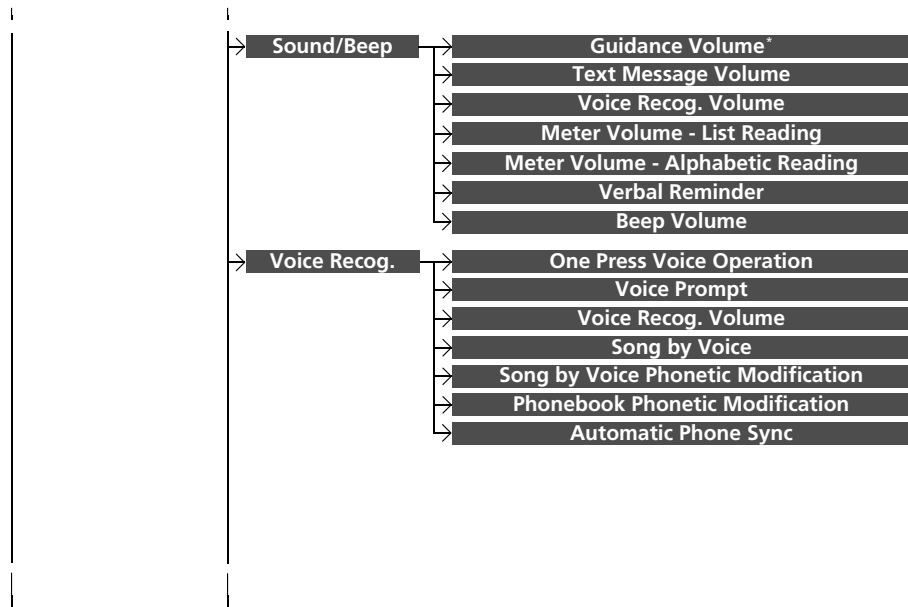 Sound/Beep
Guidance Volume*
Text Message Volume
Voice Recog. Volume
Meter Volume - List Reading
Meter Volume - Alphabetic Reading
Verbal Reminder
Beep Volume
Voice Recog.
One Press Voice Operation
Voice Prompt
Voice Recog. Volume
Song by Voice
Song by Voice Phonetic Modification
Phonebook Phonetic Modification
Automatic Phone Sync